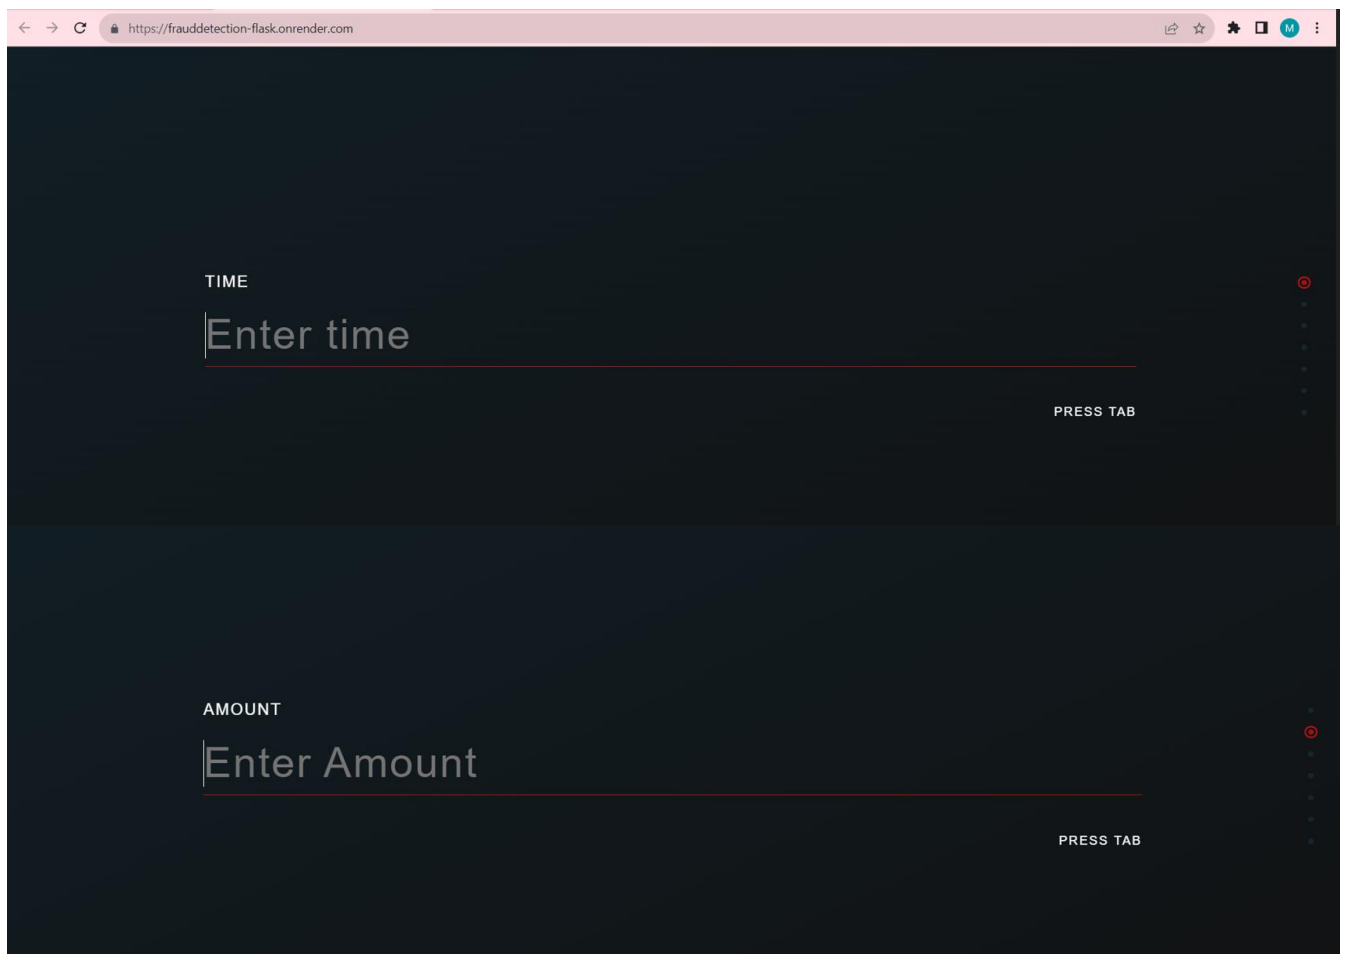 https://frauddetection-flask.onrender.com
M
TIME
Enter time
PRESS TAB
AMOUNT
Enter Amount
PRESS TAB